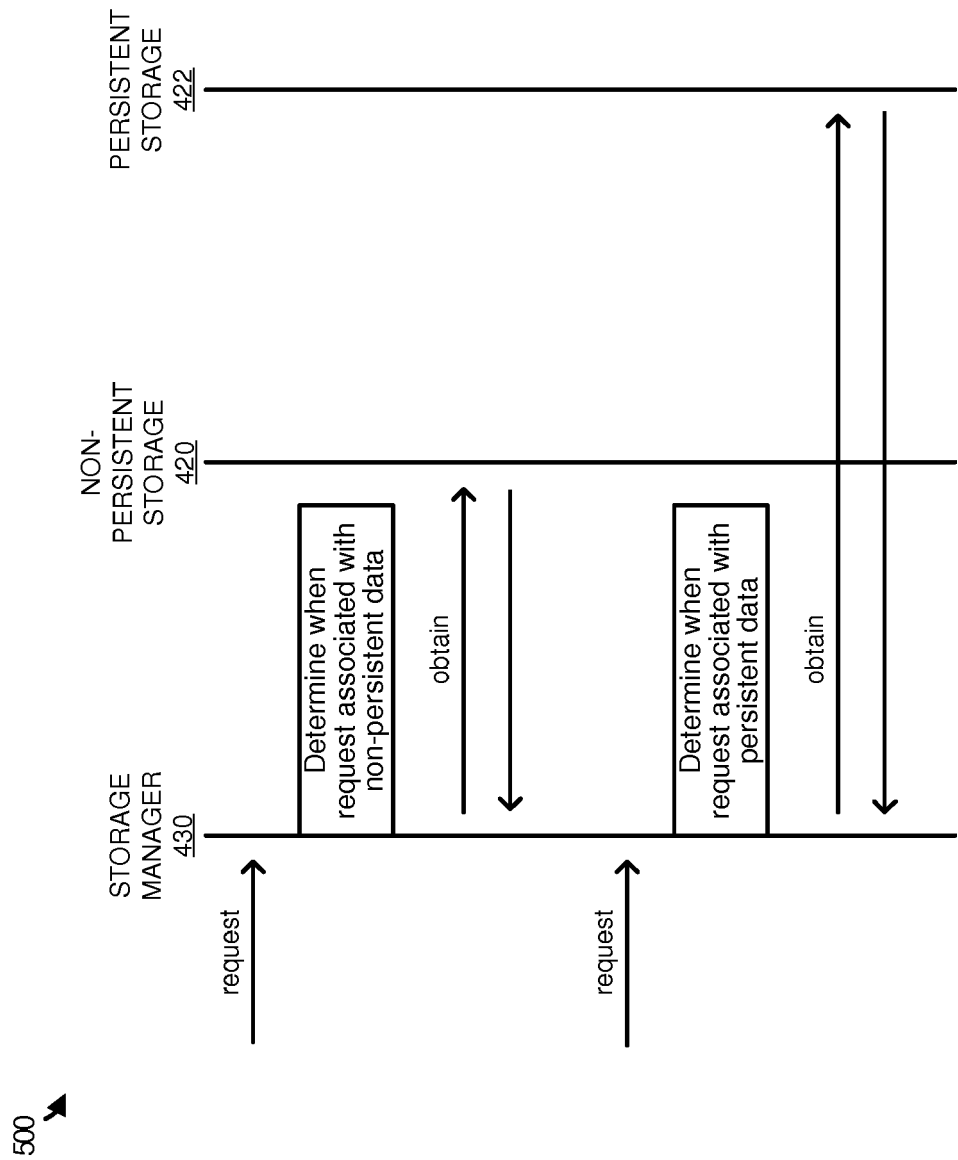 500
STORAGE
MANAGER
430
NON-
PERSISTENT
STORAGE
420
PERSISTENT
STORAGE
422
request
Determine when
request associated with
non-persistent data
obtain
request
Determine when
request associated with
persistent data
obtain